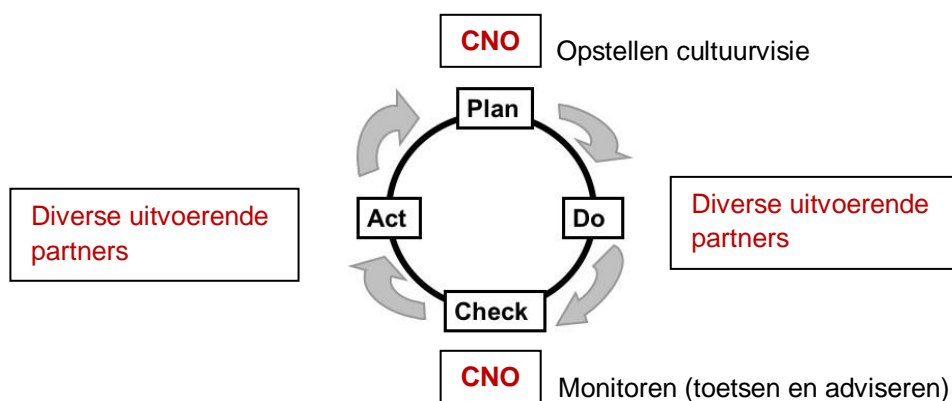 CNO
Opstellen cultuurvisie
Plan
Diverse uitvoerende
partners
Act
Do
Diverse uitvoerende
partners
Check
CNO
Monitoren (toetsen en adviseren)